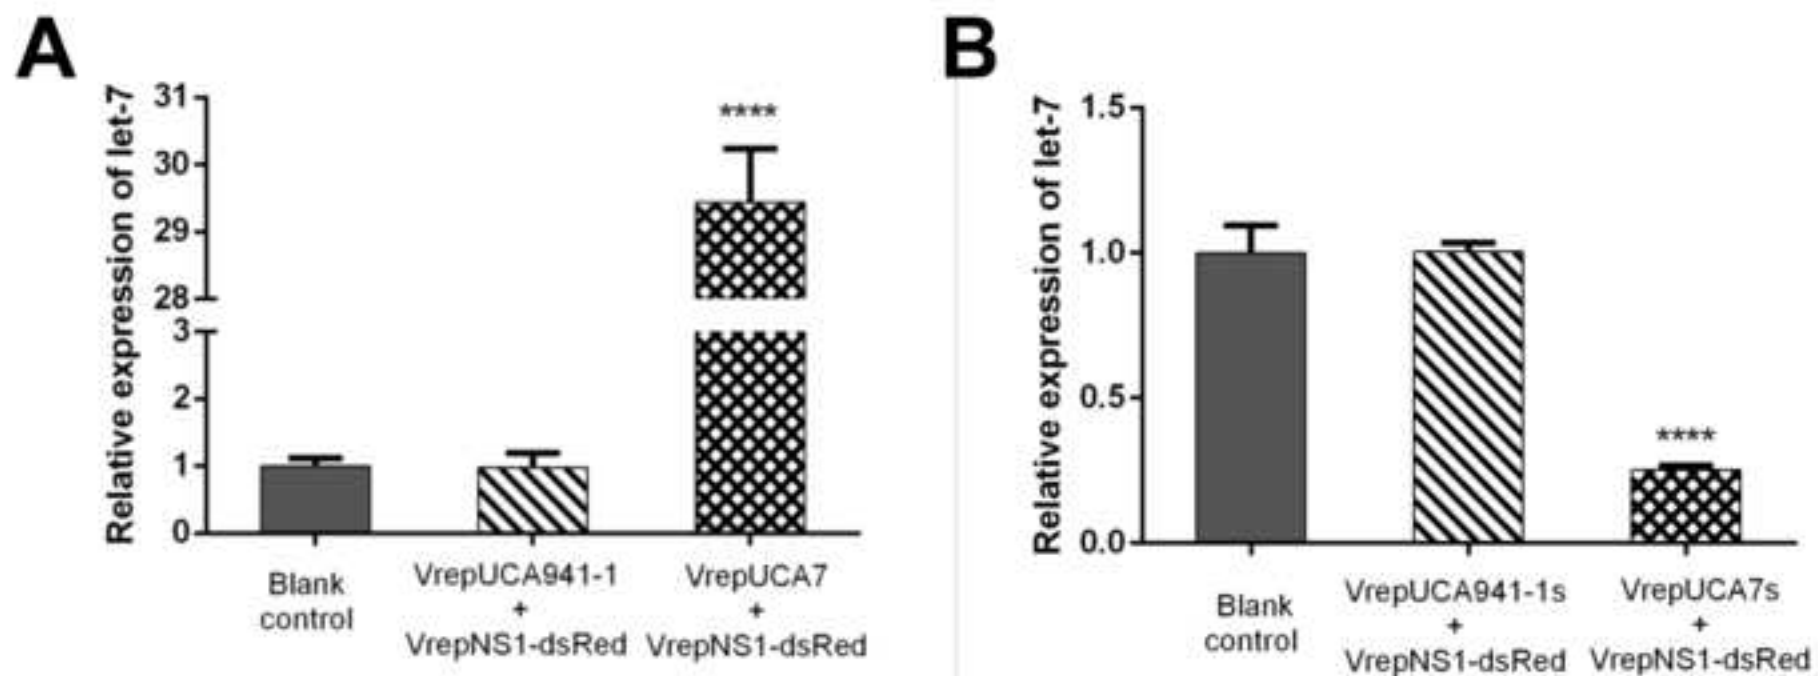 A
Relative expression of let-7
31
30
29
28
3
2
1
0
****
Blank
control
VrepUCA941-1
+
VrepNS1-dsRed
VrepUCA7
+
VrepNS1-dsRed
B
Relative expression of let-7
1.5
1.0
0.5
0.0
****
Blank
control
VrepUCA941-1s
+
VrepNS1-dsRed
VrepUCA7s
+
VrepNS1-dsRed